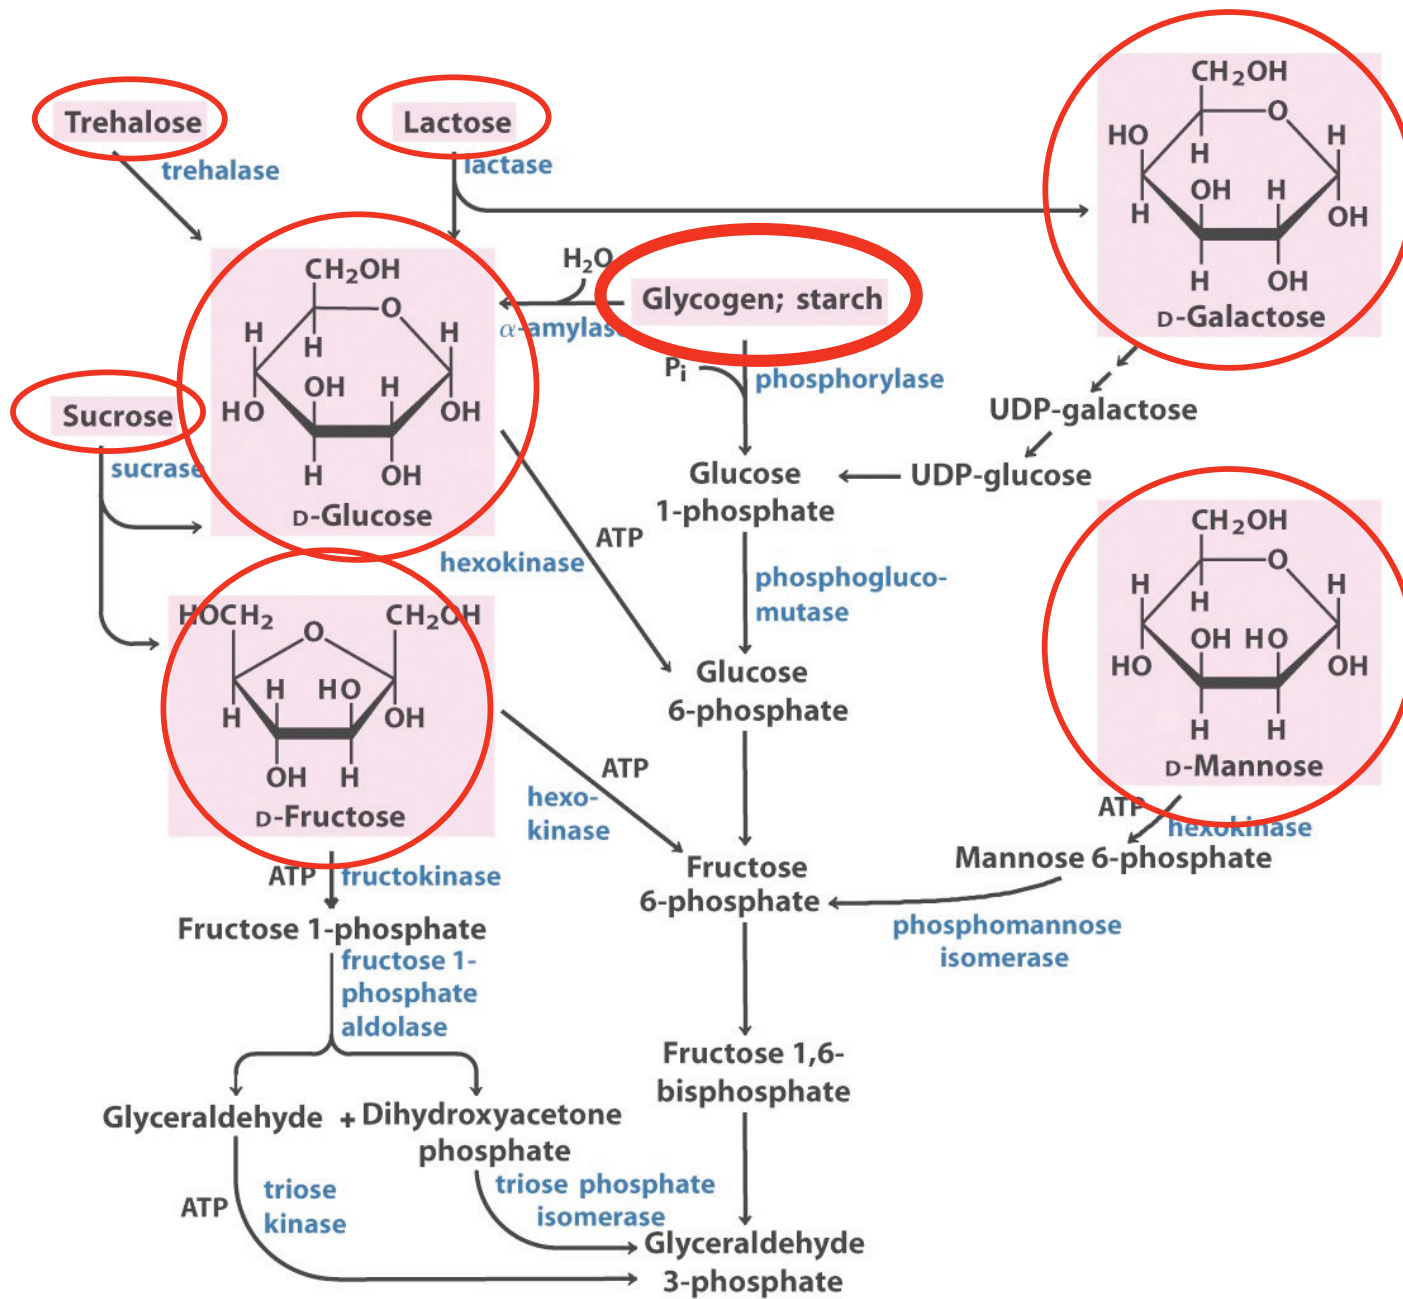 Trehalose
trehalase
Lactose
lactase
CH₂OH
O
HO
H
H
OH
H
H
OH
H
OH
D-Galactose
H₂O
α-amylase
Glycogen; starch
CH₂OH
O
H
H
H
OH
H
HO
OH
H
OH
D-Glucose
Pᵢ
phosphorylase
UDP-galactose
UDP-glucose
Glucose
1-phosphate
Sucrose
sucrase
hexokinase
ATP
phosphogluco-
mutase
CH₂OH
O
H
H
H
OH
HO
HO
OH
H
H
D-Mannose
Glucose
6-phosphate
HOCH₂
CH₂OH
O
H
HO
H
OH
OH
H
D-Fructose
ATP
hexo-
kinase
ATP
hexokinase
Mannose 6-phosphate
Fructose
6-phosphate
phosphomannose
isomerase
ATP
fructokinase
Fructose 1-phosphate
fructose 1-
phosphate
aldolase
Fructose 1,6-
bisphosphate
Glyceraldehyde + Dihydroxyacetone
phosphate
ATP
triose
kinase
triose phosphate
isomerase
Glyceraldehyde
3-phosphate